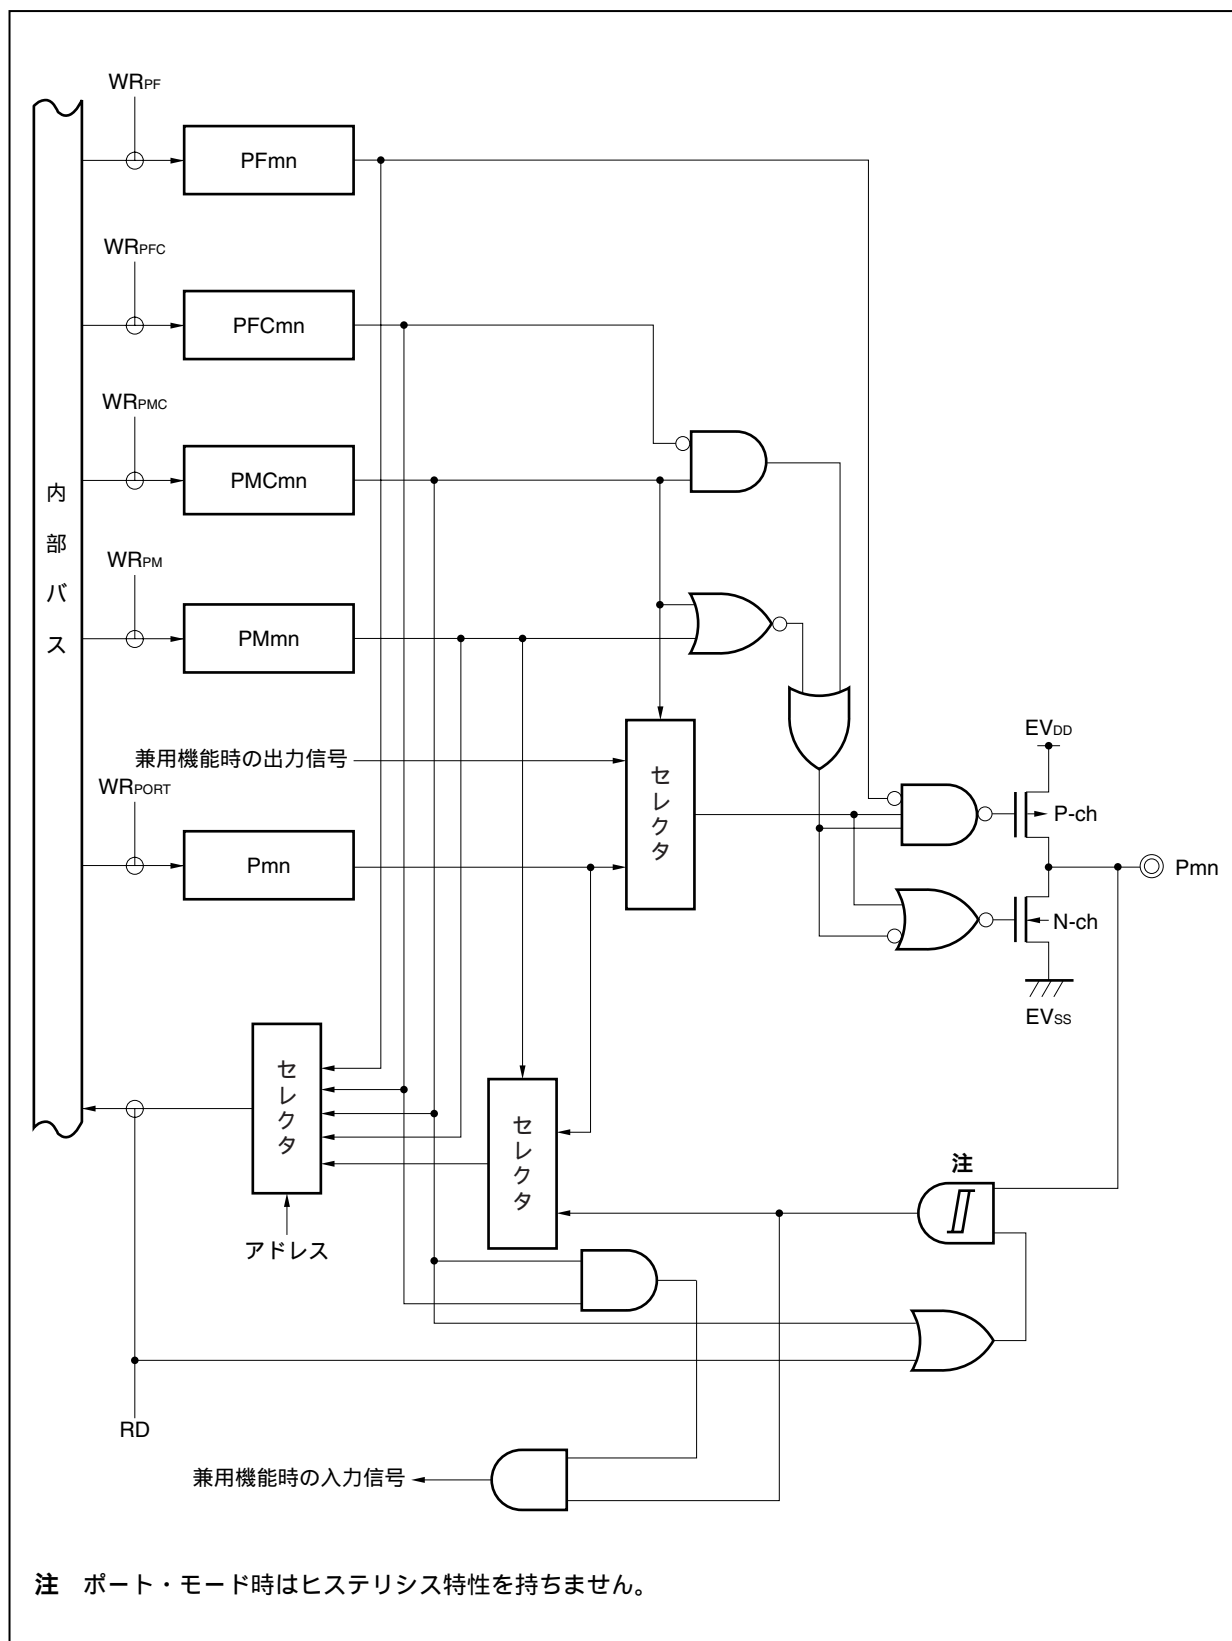 WRPF
PFmn
WRPFC
PFCmn
WRPMC
PMCmn
内部バス
WRPM
PMmn
兼用機能時の出力信号
WRPORT
Pmn
セレクタ
EVDD
P-ch
Pmn
N-ch
EVSS
セレクタ
セレクタ
アドレス
注
RD
兼用機能時の入力信号
注 ポート・モード時はヒステリシス特性を持ちません。